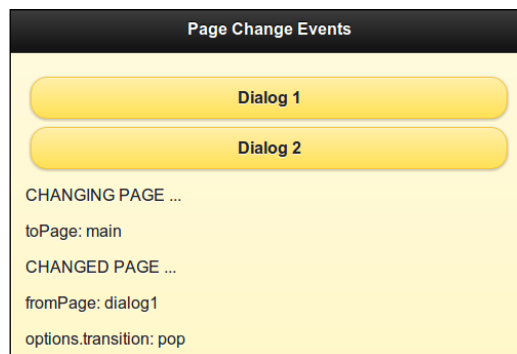 Page Change Events
Dialog 1
Dialog 2
CHANGING PAGE ...
toPage: main
CHANGED PAGE ...
fromPage: dialog1
options.transition: pop